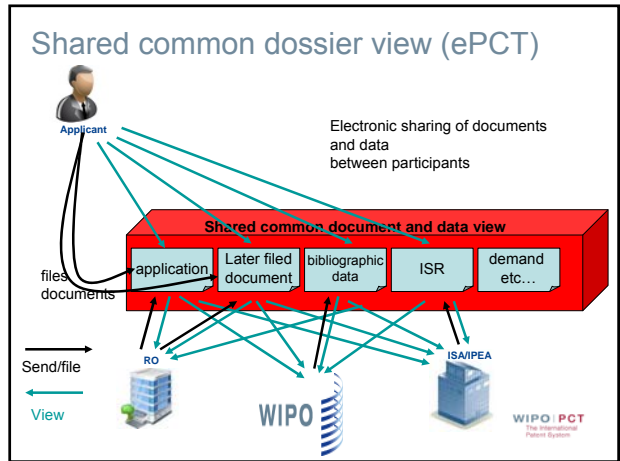 Shared common dossier view (ePCT)
Applicant
Electronic sharing of documents
and data
between participants
Shared common document and data view
files
documents
application
Later filed
document
bibliographic
data
ISR
demand
etc…
Send/file
View
RO
WIPO
ISA/IPEA
WIPO | PCT
The International
Patent System